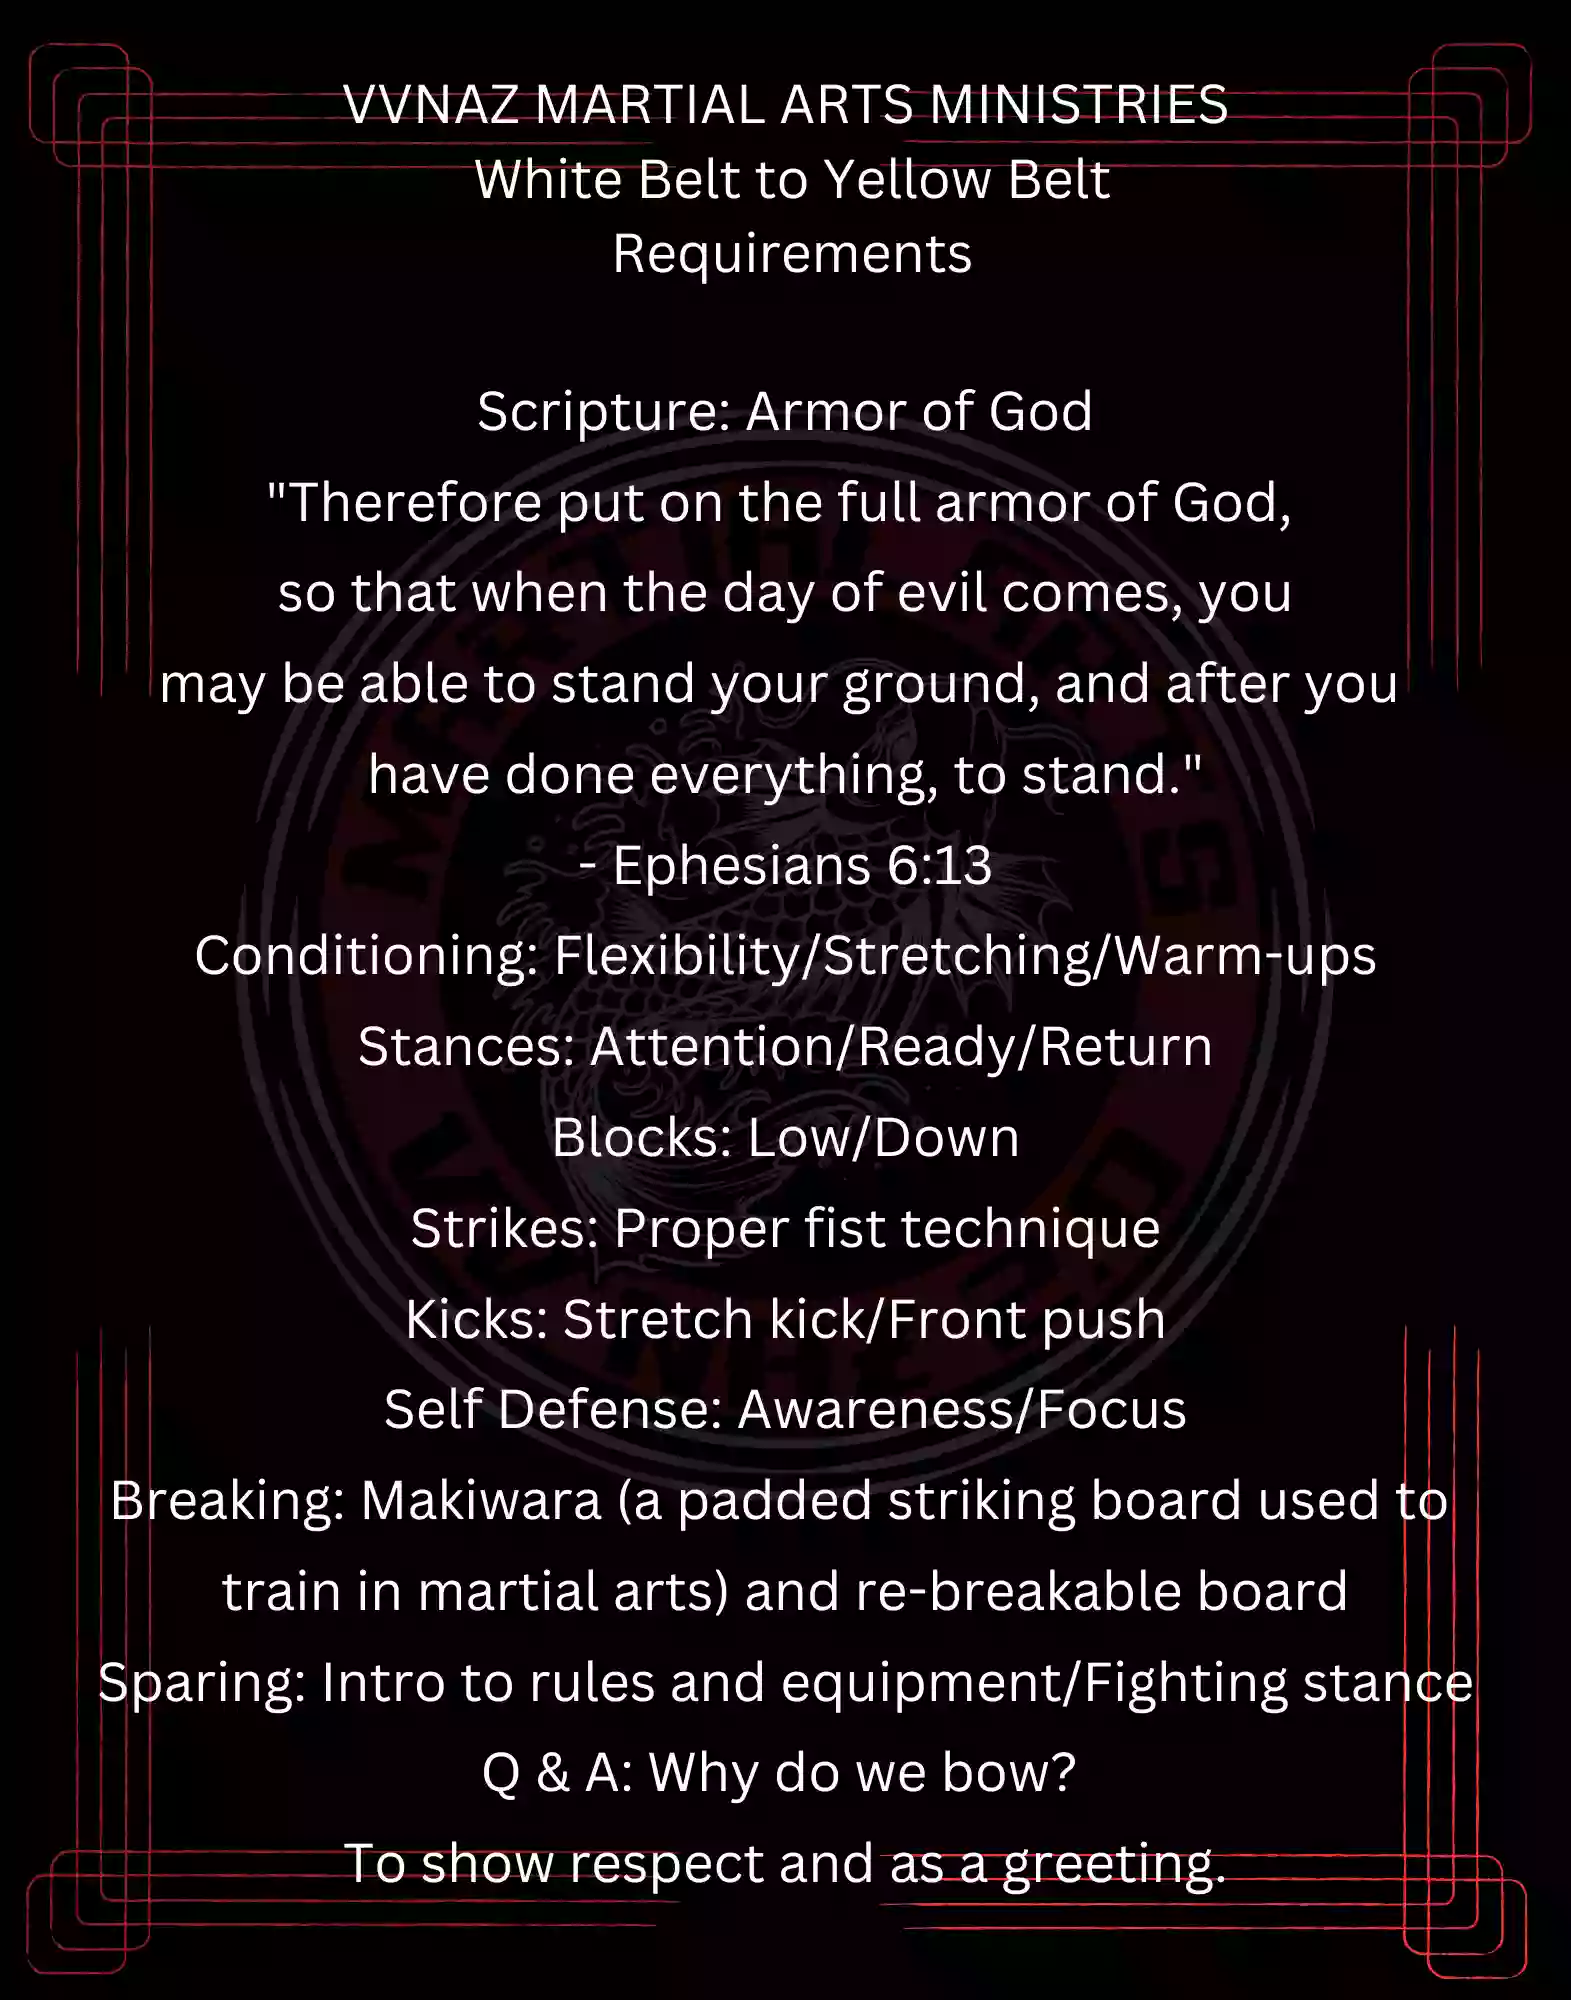 VVNAZ MARTIAL ARTS MINISTRIES
White Belt to Yellow Belt
Requirements
Scripture: Armor of God
"Therefore put on the full armor of God,
so that when the day of evil comes, you
may be able to stand your ground, and after you
have done everything, to stand."
- Ephesians 6:13
Conditioning: Flexibility/Stretching/Warm-ups
Stances: Attention/Ready/Return
Blocks: Low/Down
Strikes: Proper fist technique
Kicks: Stretch kick/Front push
Self Defense: Awareness/Focus
Breaking: Makiwara (a padded striking board used to
train in martial arts) and re-breakable board
Sparing: Intro to rules and equipment/Fighting stance
Q & A: Why do we bow?
To show respect and as a greeting.
MARTIAL ARTS